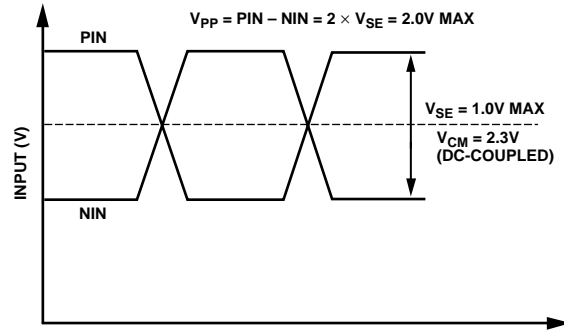 V_PP = PIN – NIN = 2 × V_SE = 2.0V MAX
PIN
V_SE = 1.0V MAX
V_CM = 2.3V
(DC-COUPLED)
INPUT (V)
NIN